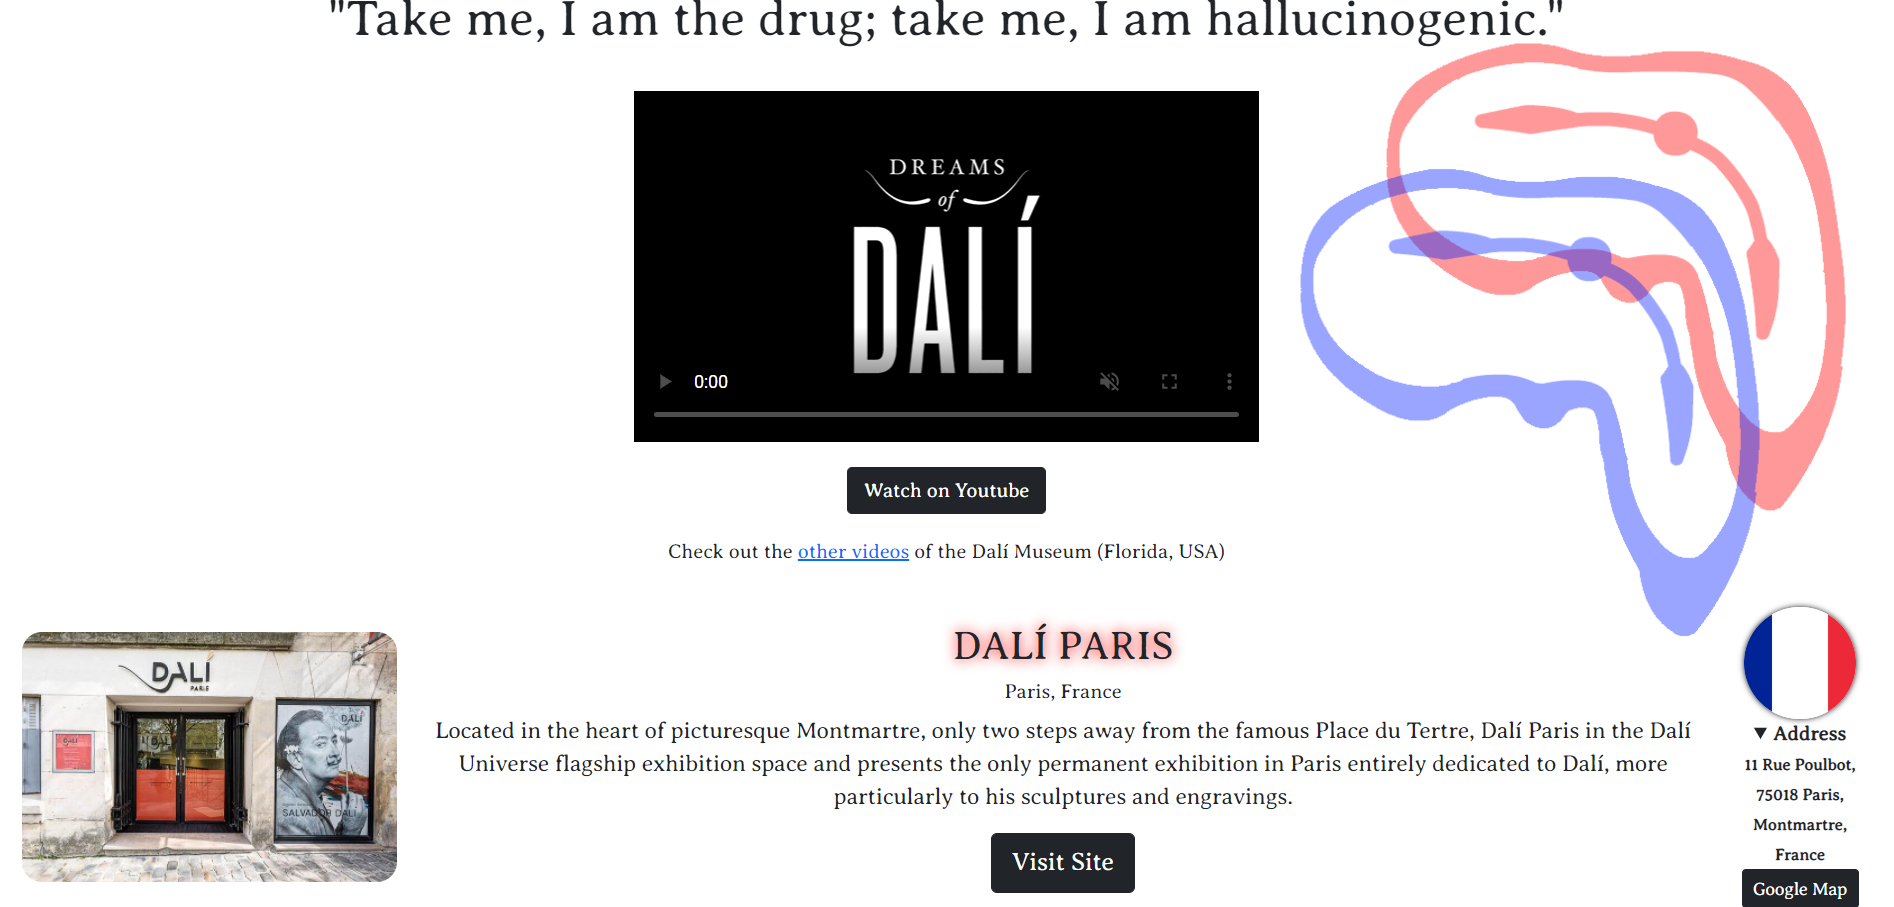 "Take me, I am the drug; take me, I am hallucinogenic."
DREAMS
of
DALÍ
0:00
Watch on Youtube
Check out the other videos of the Dalí Museum (Florida, USA)
DALÍ
PARIS
DALÍ
SALVADOR DALÍ
DALÍ PARIS
Paris, France
Located in the heart of picturesque Montmartre, only two steps away from the famous Place du Tertre, Dalí Paris in the Dalí
Universe flagship exhibition space and presents the only permanent exhibition in Paris entirely dedicated to Dalí, more
particularly to his sculptures and engravings.
Visit Site
▼ Address
11 Rue Poulbot,
75018 Paris,
Montmartre,
France
Google Map